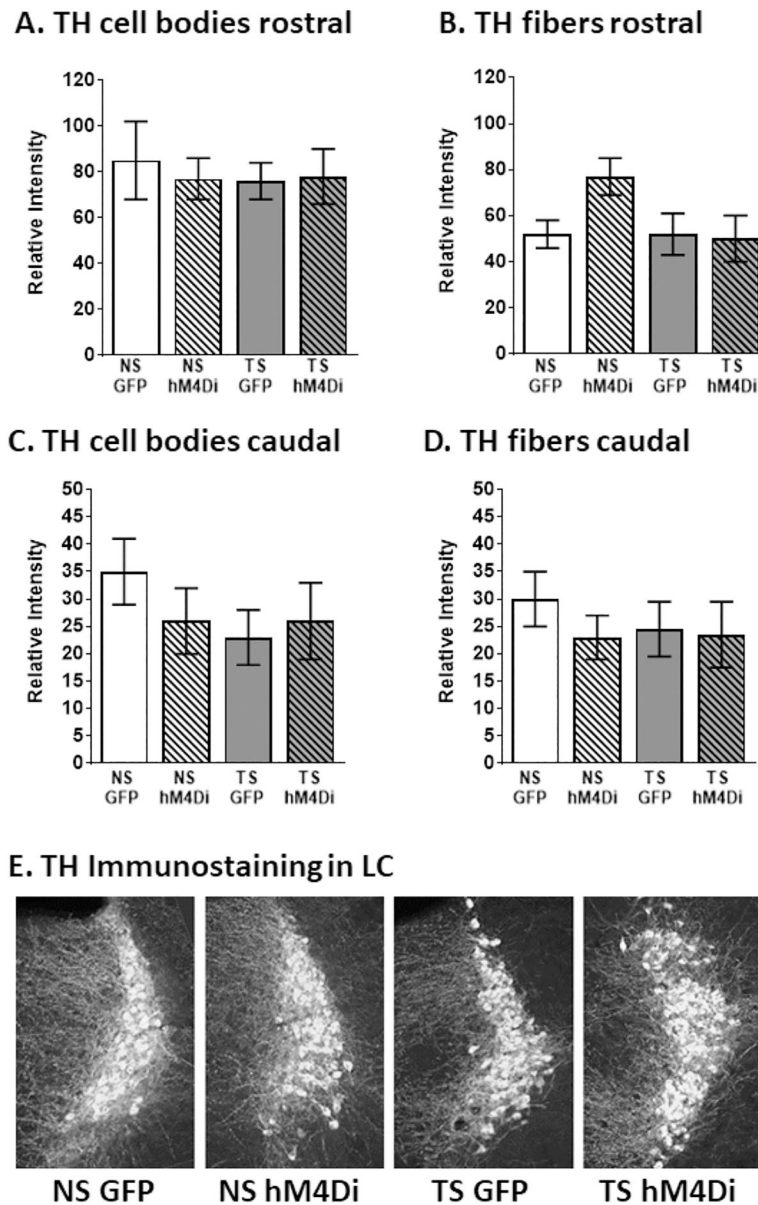 A. TH cell bodies rostral
B. TH fibers rostral
Relative Intensity
120
100
80
60
40
20
0
NS GFP
NS hM4Di
TS GFP
TS hM4Di
Relative Intensity
120
100
80
60
40
20
0
NS GFP
NS hM4Di
TS GFP
TS hM4Di
C. TH cell bodies caudal
D. TH fibers caudal
Relative Intensity
50
45
40
35
30
25
20
15
10
5
0
NS GFP
NS hM4Di
TS GFP
TS hM4Di
Relative Intensity
50
45
40
35
30
25
20
15
10
5
0
NS GFP
NS hM4Di
TS GFP
TS hM4Di
E. TH Immunostaining in LC
NS GFP
NS hM4Di
TS GFP
TS hM4Di